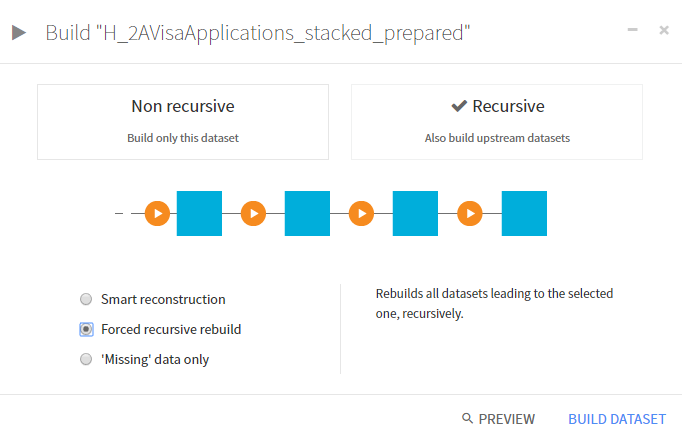 Build "H_2AVisaApplications_stacked_prepared"
Non recursive
Build only this dataset
Recursive
Also build upstream datasets
Smart reconstruction
Forced recursive rebuild
'Missing' data only
Rebuilds all datasets leading to the selected
one, recursively.
PREVIEW
BUILD DATASET